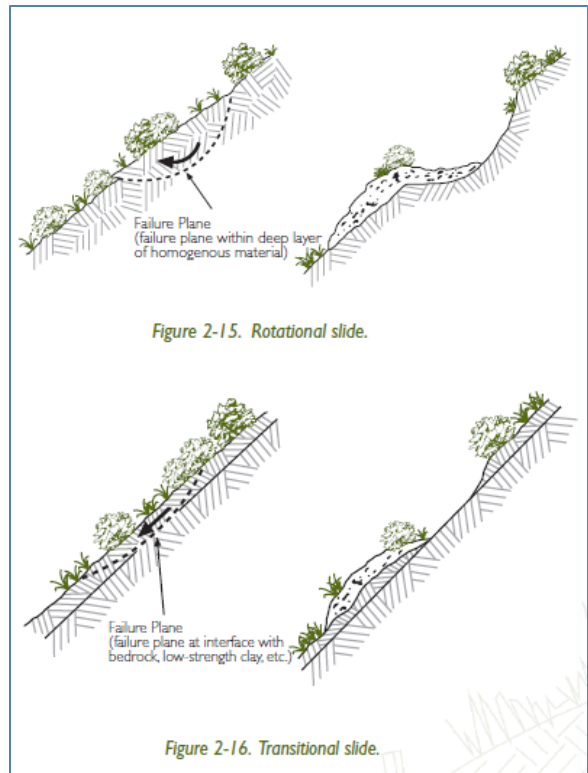 Failure Plane
(failure plane within deep layer
of homogenous material)
Figure 2-15. Rotational slide.
Failure Plane
(failure plane at interface with
bedrock, low-strength clay, etc.)
Figure 2-16. Transitional slide.